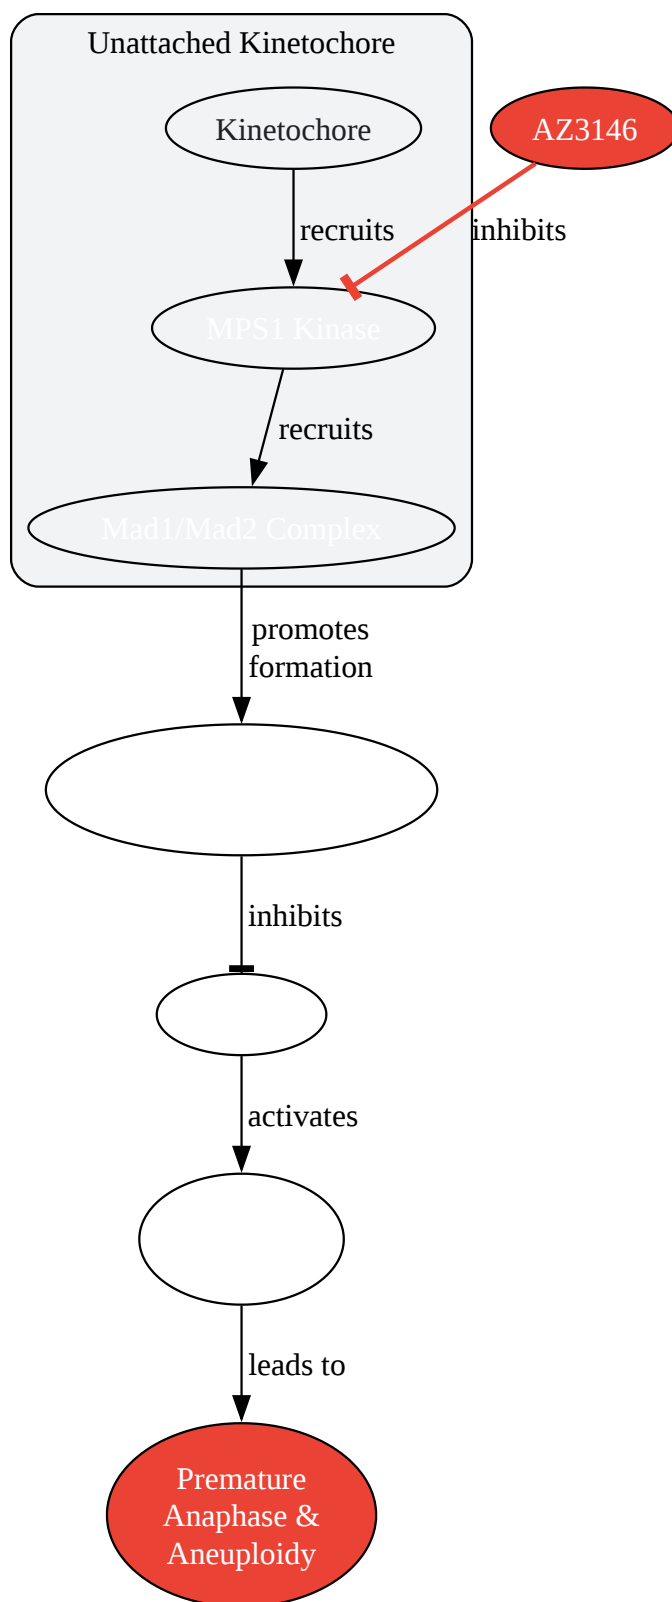 Unattached Kinetochore
Kinetochore
AZ3146
recruits
inhibits
MPS1 Kinase
recruits
Mad1/Mad2 Complex
promotes
formation
inhibits
activates
leads to
Premature
Anaphase &
Aneuploidy